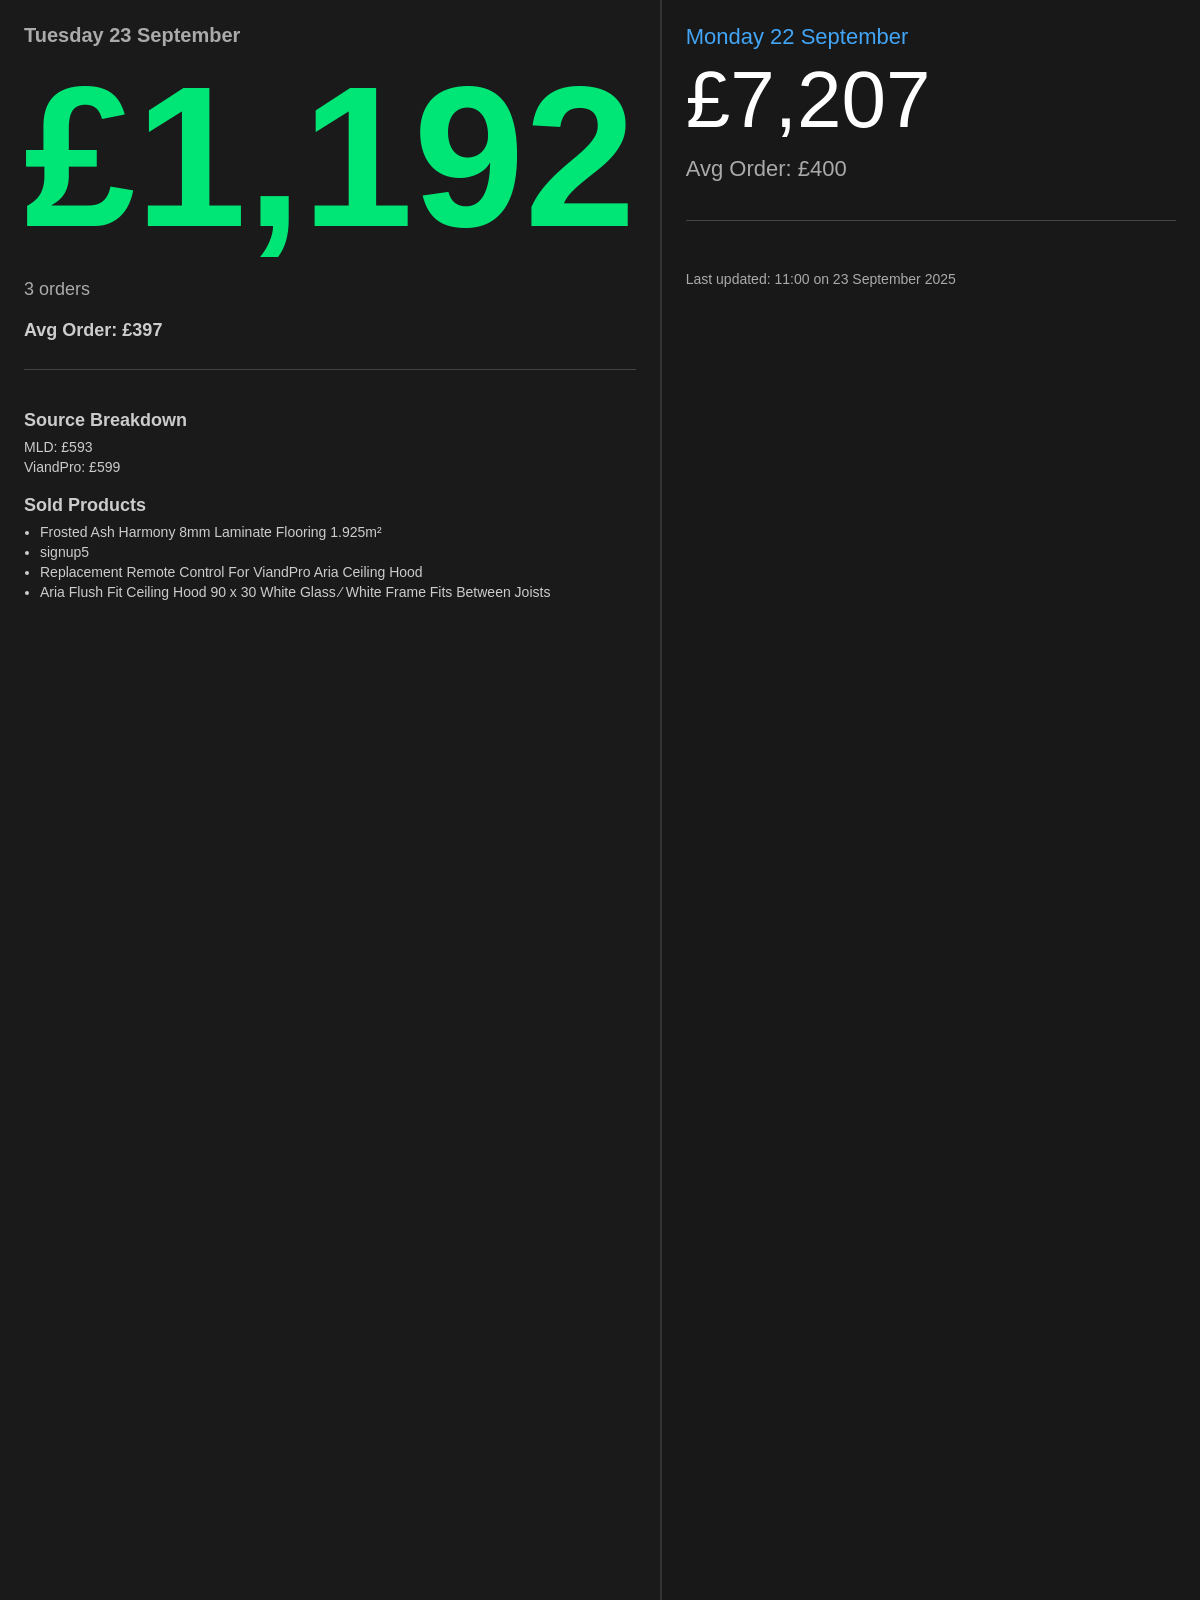 Tuesday 23 September
£1,192
3 orders
Avg Order: £397
Source Breakdown
MLD: £593
ViandPro: £599
Sold Products
• Frosted Ash Harmony 8mm Laminate Flooring 1.925m²
• signup5
• Replacement Remote Control For ViandPro Aria Ceiling Hood
• Aria Flush Fit Ceiling Hood 90 x 30 White Glass ⁄ White Frame Fits Between Joists
Monday 22 September
£7,207
Avg Order: £400
Last updated: 11:00 on 23 September 2025